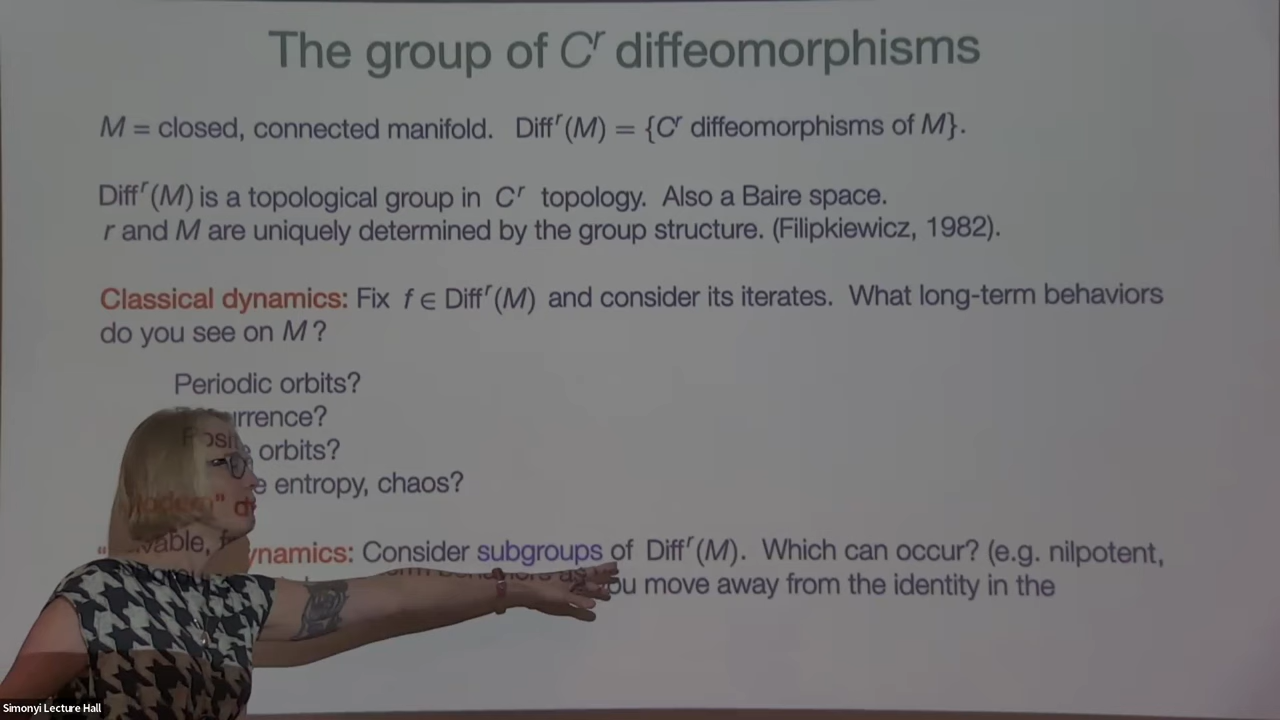 The group of Cʳ diffeomorphisms
M = closed, connected manifold. Diffʳ(M) = {Cʳ diffeomorphisms of M}.
Diffʳ(M) is a topological group in Cʳ topology. Also a Baire space.
r and M are uniquely determined by the group structure. (Filipkiewicz, 1982).
Classical dynamics: Fix f ∈ Diffʳ(M) and consider its iterates. What long-term behaviors
do you see on M?
Periodic orbits?
orbits?
entropy, chaos?
dynamics: Consider subgroups of Diffʳ(M). Which can occur? (e.g. nilpotent,
you move away from the identity in the
Simonyi Lecture Hall